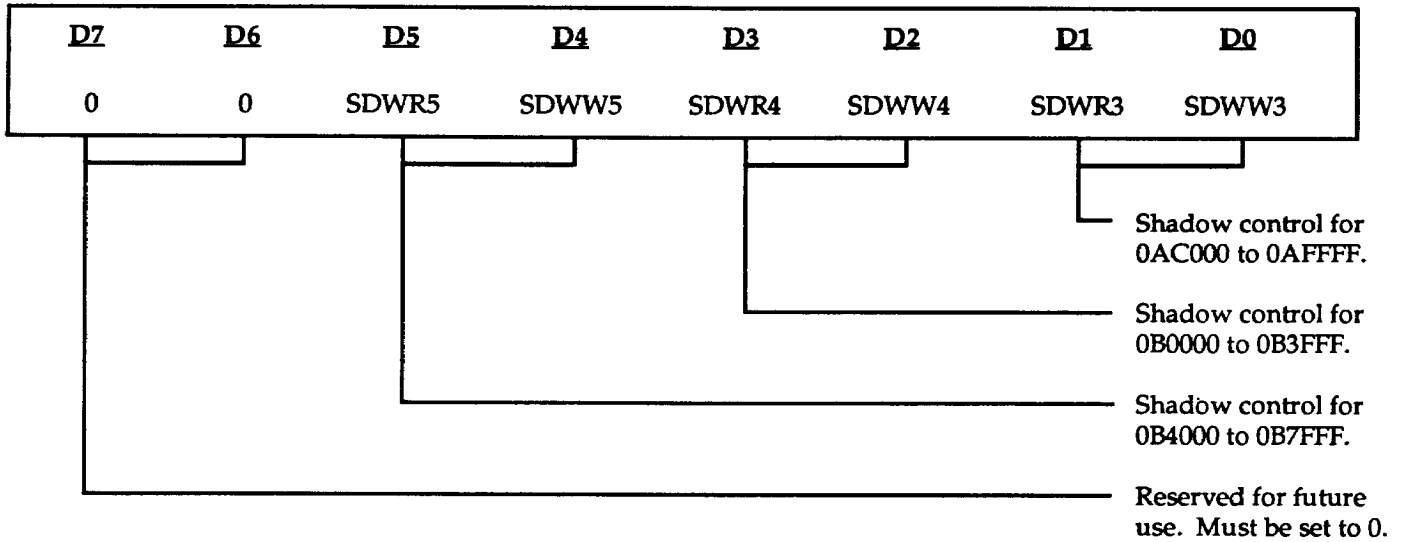 D7 D6 D5 D4 D3 D2 D1 D0
0 0 SDWR5 SDWW5 SDWR4 SDWW4 SDWR3 SDWW3
Shadow control for
0AC000 to 0AFFFF.
Shadow control for
0B0000 to 0B3FFF.
Shadow control for
0B4000 to 0B7FFF.
Reserved for future
use. Must be set to 0.